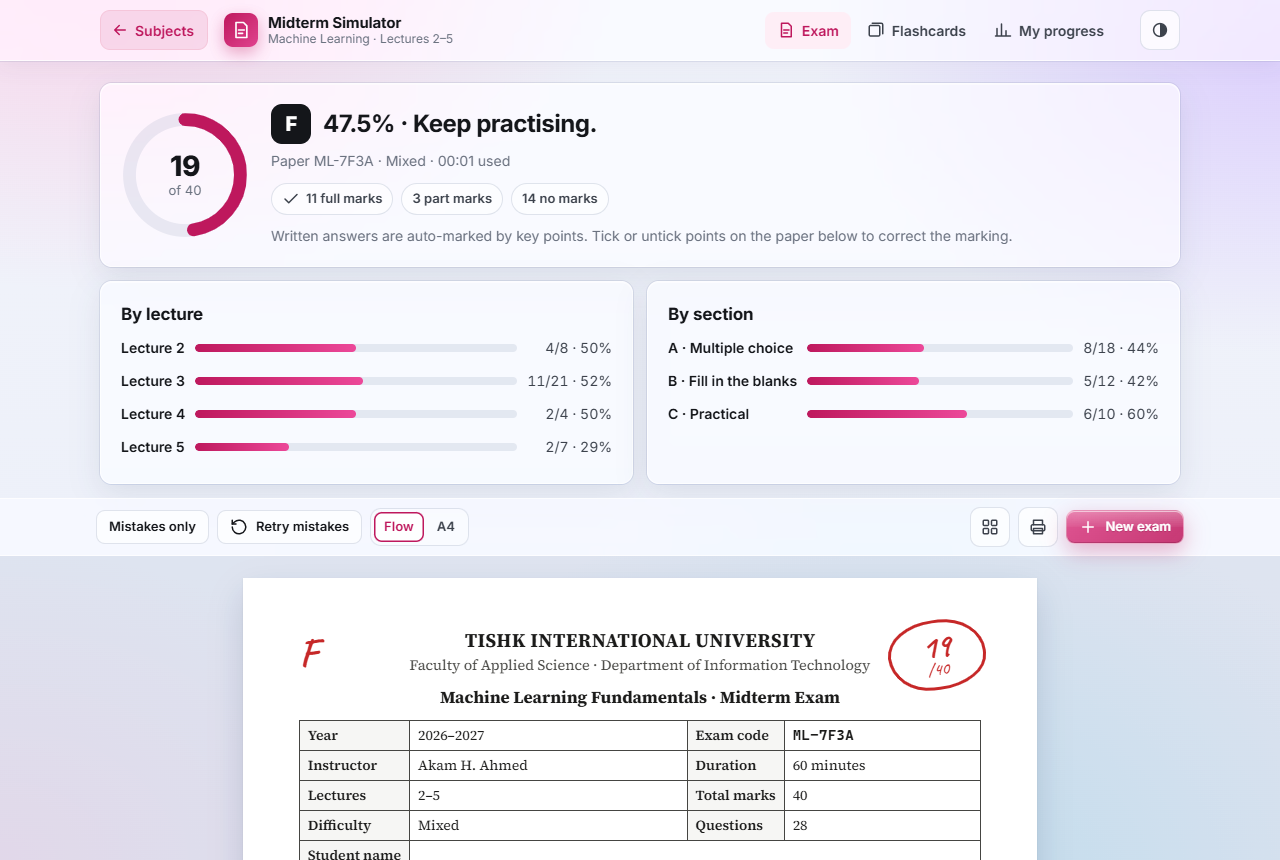 Subjects
Midterm Simulator
Machine Learning · Lectures 2–5
Exam
Flashcards
My progress
19
of 40
F
47.5% · Keep practising.
Paper ML-7F3A · Mixed · 00:01 used
11 full marks
3 part marks
14 no marks
Written answers are auto-marked by key points. Tick or untick points on the paper below to correct the marking.
By lecture
Lecture 2 4/8 · 50%
Lecture 3 11/21 · 52%
Lecture 4 2/4 · 50%
Lecture 5 2/7 · 29%
By section
A · Multiple choice 8/18 · 44%
B · Fill in the blanks 5/12 · 42%
C · Practical 6/10 · 60%
Mistakes only
Retry mistakes
Flow
A4
New exam
F
TISHK INTERNATIONAL UNIVERSITY
Faculty of Applied Science · Department of Information Technology
Machine Learning Fundamentals · Midterm Exam
19
/40
Year 2026–2027 Exam code ML-7F3A
Instructor Akam H. Ahmed Duration 60 minutes
Lectures 2–5 Total marks 40
Difficulty Mixed Questions 28
Student name